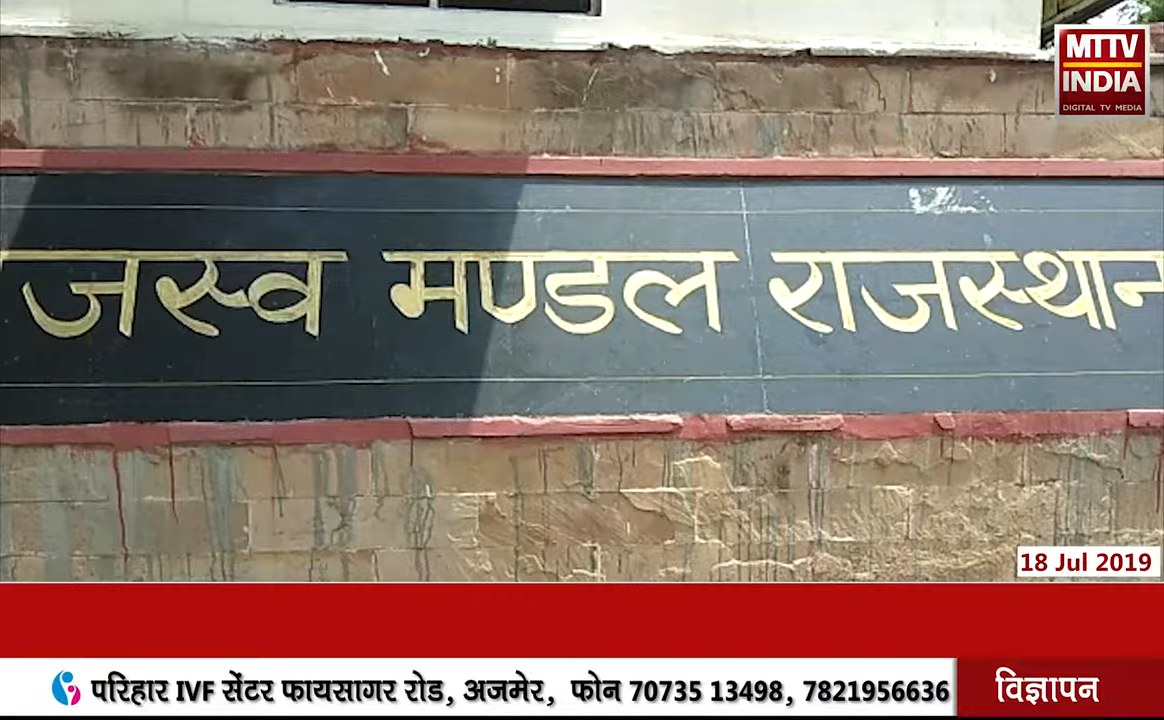 MTTV
INDIA
DIGITAL TV MEDIA
जस्व मण्डल राजस्थान
18 Jul 2019
परिहार IVF सेंटर फायसागर रोड, अजमेर, फोन 70735 13498, 7821956636
विज्ञापन